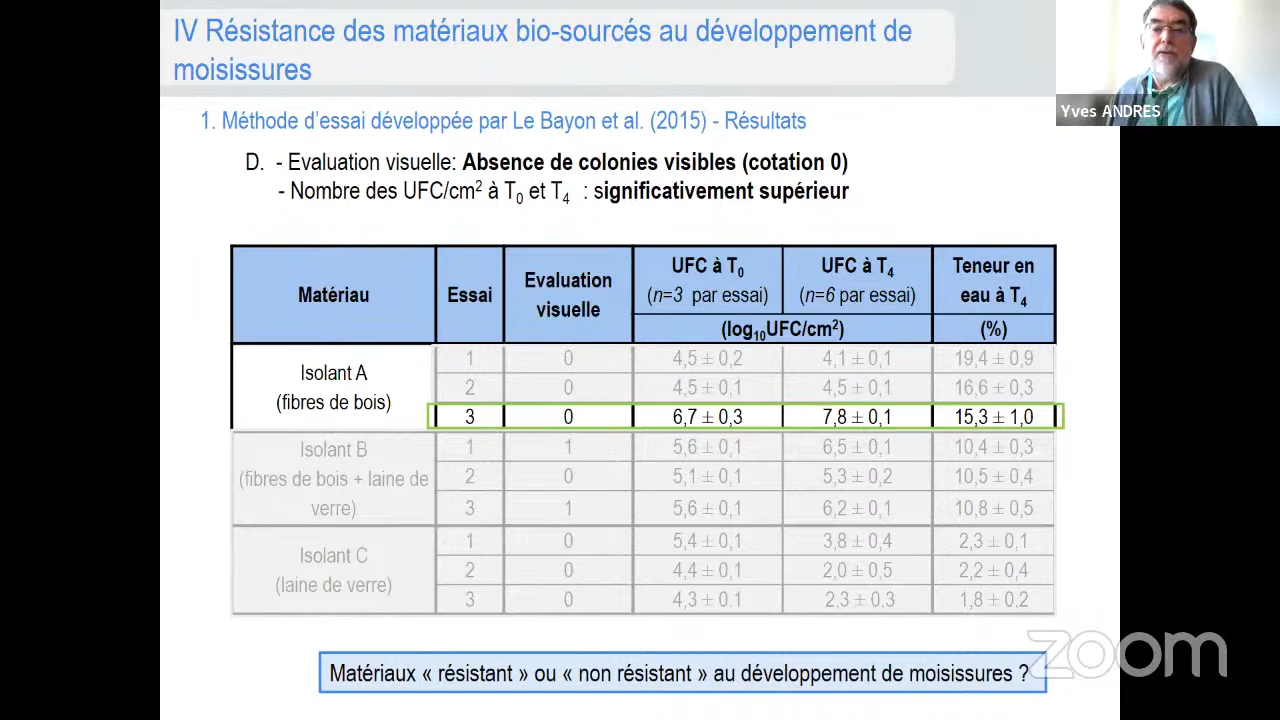 IV Résistance des matériaux bio-sourcés au développement de
moisissures
Yves ANDRES
1. Méthode d'essai développée par Le Bayon et al. (2015) - Résultats
D. - Evaluation visuelle: Absence de colonies visibles (cotation 0)
- Nombre des UFC/cm² à T₀ et T₄ : significativement supérieur
Matériau Essai Evaluation visuelle UFC à T₀ (n=3 par essai) UFC à T₄ (n=6 par essai) Teneur en eau à T₄
(log₁₀UFC/cm²) (%)
Isolant A (fibres de bois)
1 0 4,5 ± 0,2 4,1 ± 0,1 19,4 ± 0,9
2 0 4,5 ± 0,1 4,5 ± 0,1 16,6 ± 0,3
3 0 6,7 ± 0,3 7,8 ± 0,1 15,3 ± 1,0
Isolant B (fibres de bois + laine de verre)
1 1 5,6 ± 0,1 6,5 ± 0,1 10,4 ± 0,3
2 0 5,1 ± 0,1 5,3 ± 0,2 10,5 ± 0,4
3 1 5,6 ± 0,1 6,2 ± 0,1 10,8 ± 0,5
Isolant C (laine de verre)
1 0 5,4 ± 0,1 3,8 ± 0,4 2,3 ± 0,1
2 0 4,4 ± 0,1 2,0 ± 0,5 2,2 ± 0,4
3 0 4,3 ± 0.1 2,3 ± 0,3 1,8 ± 0,2
zoom
Matériaux « résistant » ou « non résistant » au développement de moisissures ?